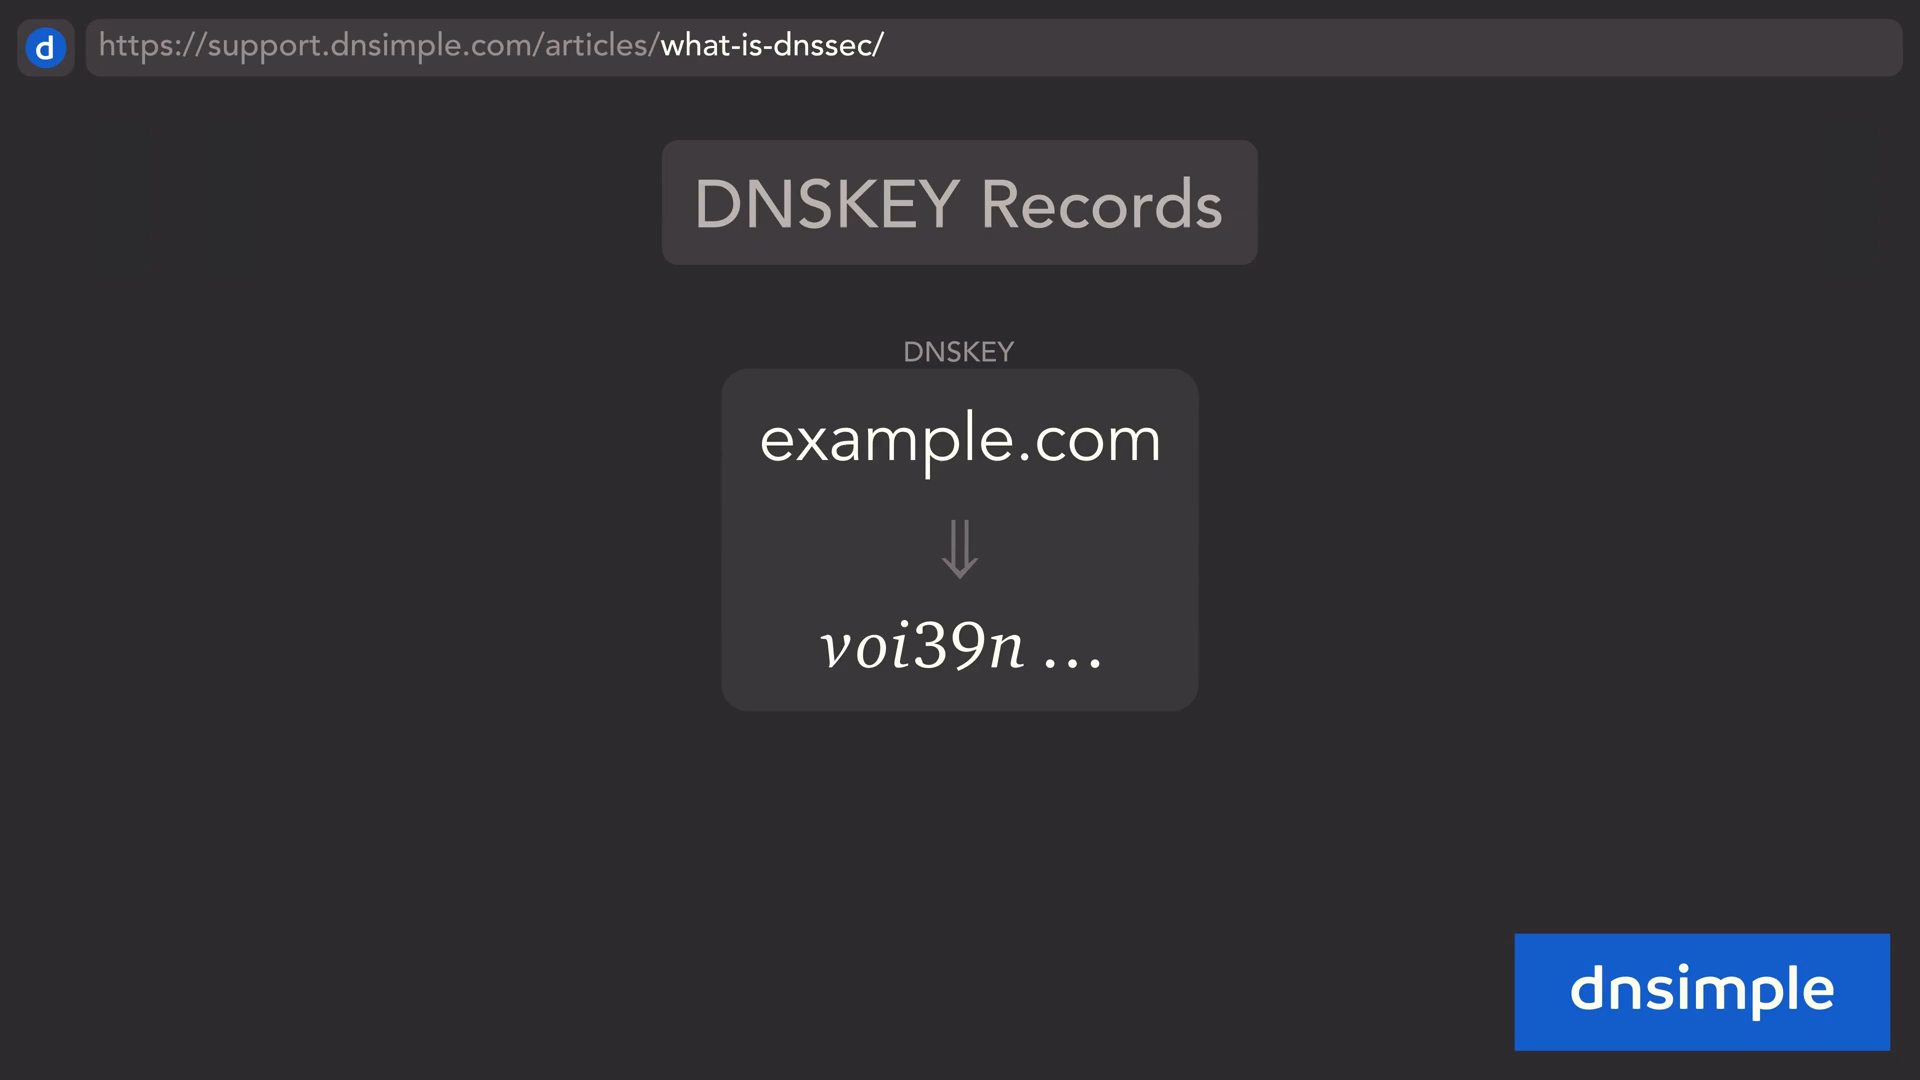 d
https://support.dnsimple.com/articles/what-is-dnssec/
DNSKEY Records
DNSKEY
example.com
⇓
voi39n ...
dnsimple